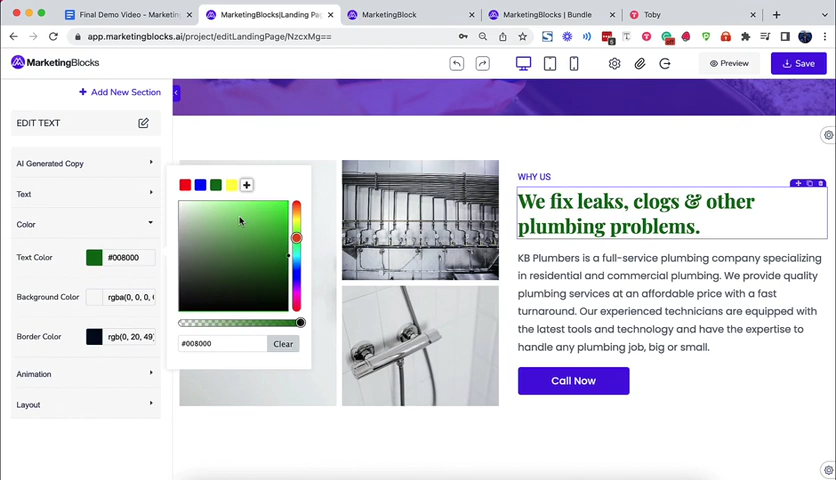 Final Demo Video - Marketing
MarketingBlocks|Landing Pa
MarketingBlock
MarketingBlocks | Bundle
Toby
app.marketingblocks.ai/project/editLandingPage/NzcxMg==
MarketingBlocks
Preview
Save
Add New Section
EDIT TEXT
AI Generated Copy
Text
Color
Text Color
#008000
Background Color
rgba(0, 0, 0, (
Border Color
rgb(0, 20, 49)
Animation
Layout
#008000
Clear
WHY US
We fix leaks, clogs & other
plumbing problems.
KB Plumbers is a full-service plumbing company specializing
in residential and commercial plumbing. We provide quality
plumbing services at an affordable price with a fast
turnaround. Our experienced technicians are equipped with
the latest tools and technology and have the expertise to
handle any plumbing job, big or small.
Call Now